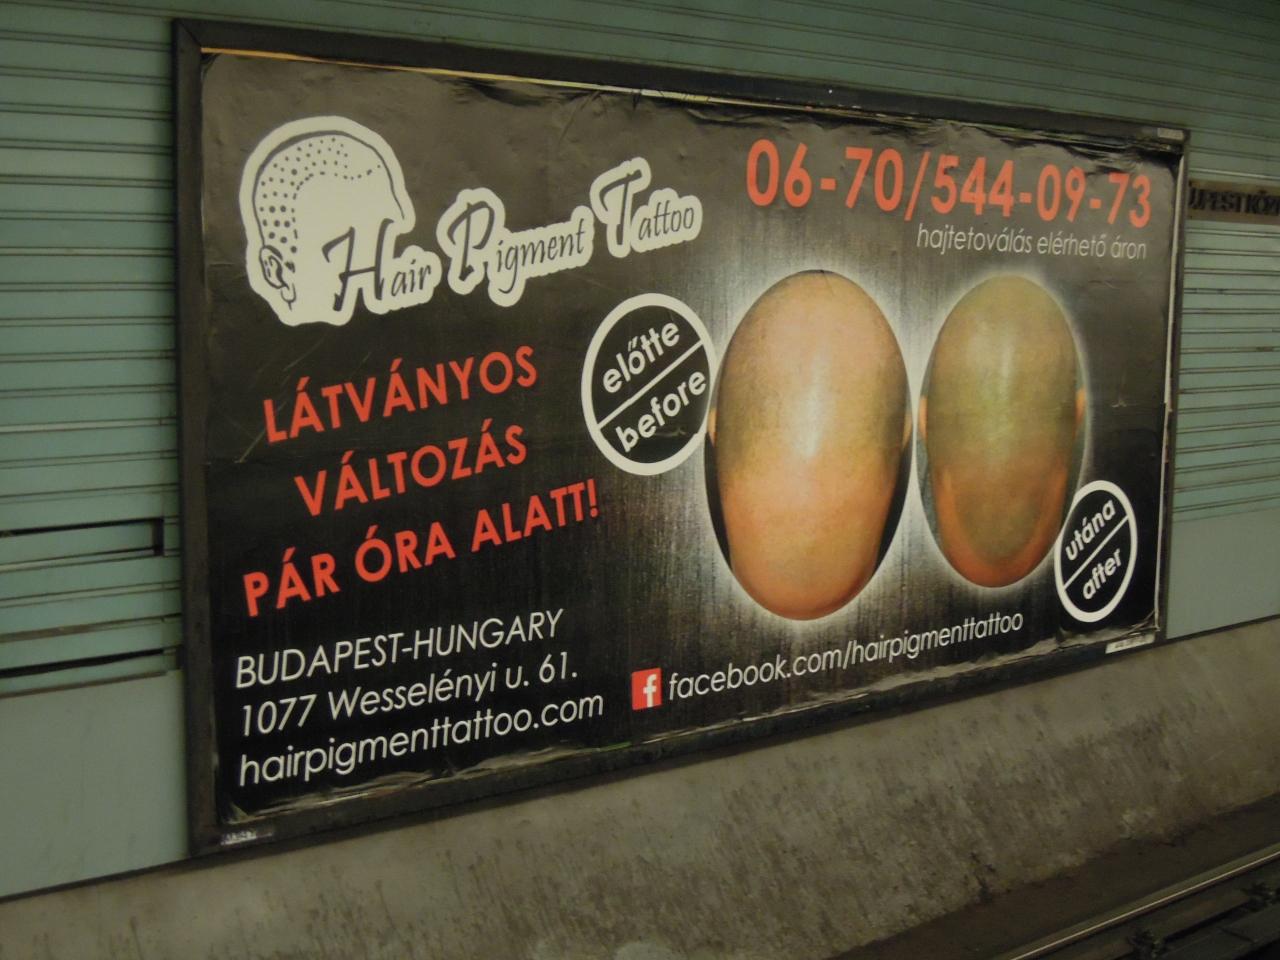 Hair Pigment Tattoo
06-70/544-09-73
hajtetoválás elérhető áron
előtte
before
LÁTVÁNYOS
VÁLTOZÁS
PÁR ÓRA ALATT!
utána
after
BUDAPEST-HUNGARY
1077 Wesselényi u. 61.
hairpigmenttattoo.com
f facebook.com/hairpigmenttattoo